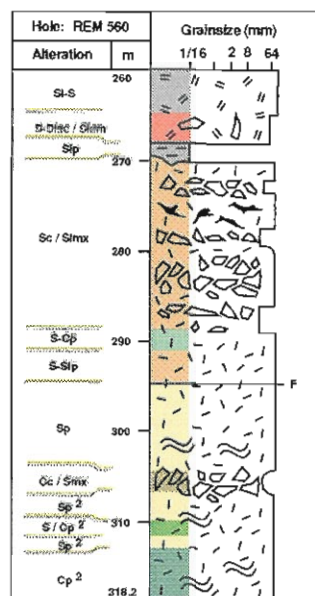 Hole: REM 560
Grainsize (mm)
Alteration m 1/16 2 8 64
260
Si-S
Sip
270
Sc / Simx
280
S-Cp
290
S-Sip
F
Sp
300
Cc / Simx
Sp 2
310
S / Cp 2
Sp 2
Cp 2
318.2